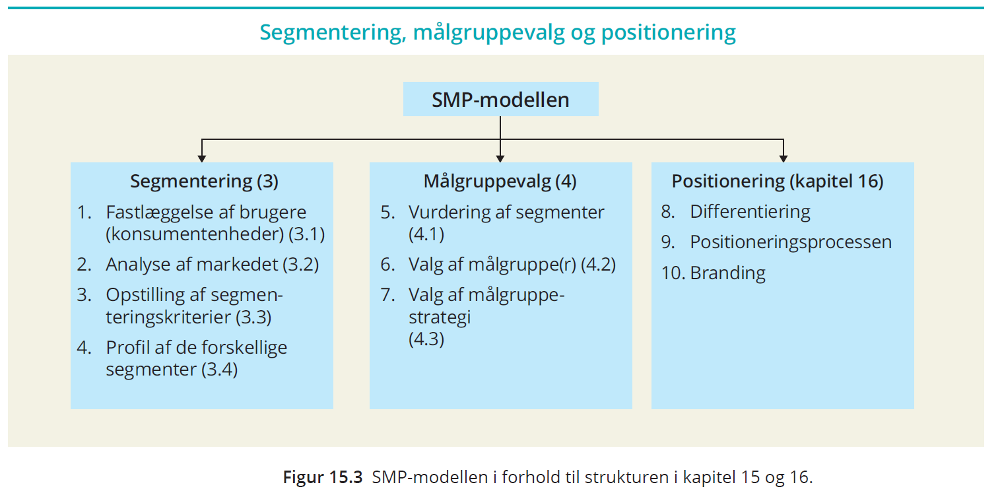 Segmentering, målgruppevalg og positionering
SMP-modellen
Segmentering (3)
1. Fastlæggelse af brugere
(konsumentenheder) (3.1)
2. Analyse af markedet (3.2)
3. Opstilling af segmen-
teringskriterier (3.3)
4. Profil af de forskellige
segmenter (3.4)
Målgruppevalg (4)
5. Vurdering af segmenter
(4.1)
6. Valg af målgruppe(r) (4.2)
7. Valg af målgruppe-
strategi
(4.3)
Positionering (kapitel 16)
8. Differentiering
9. Positioneringsprocessen
10. Branding
Figur 15.3 SMP-modellen i forhold til strukturen i kapitel 15 og 16.